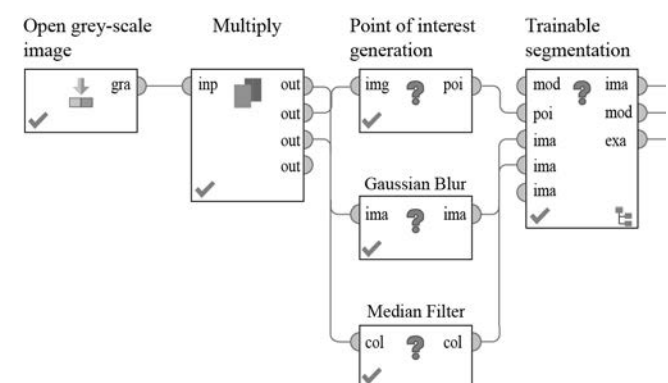 Open grey-scale
image
Multiply
Point of interest
generation
Trainable
segmentation
gra
inp
out
out
out
out
img
poi
mod
ima
poi
mod
ima
exa
ima
ima
Gaussian Blur
ima
ima
Median Filter
col
col